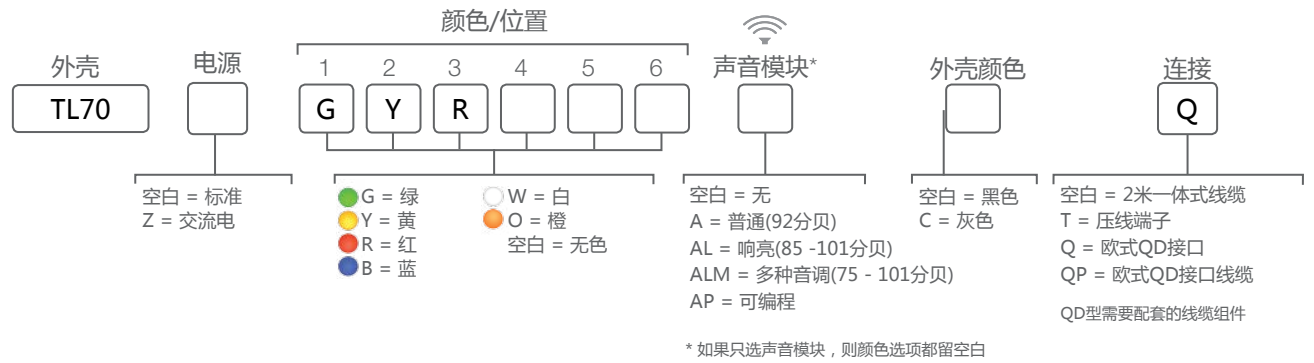 颜色/位置
外壳 电源 1 2 3 4 5 6 声音模块* 外壳颜色 连接
TL70 G Y R Q
空白 = 标准
Z = 交流电
G = 绿
Y = 黄
R = 红
B = 蓝
W = 白
O = 橙
空白 = 无色
空白 = 无
A = 普通(92分贝)
AL = 响亮(85 -101分贝)
ALM = 多种音调(75 - 101分贝)
AP = 可编程
空白 = 黑色
C = 灰色
空白 = 2米一体式线缆
T = 压线端子
Q = 欧式QD接口
QP = 欧式QD接口线缆
QD型需要配套的线缆组件
* 如果只选声音模块，则颜色选项都留空白